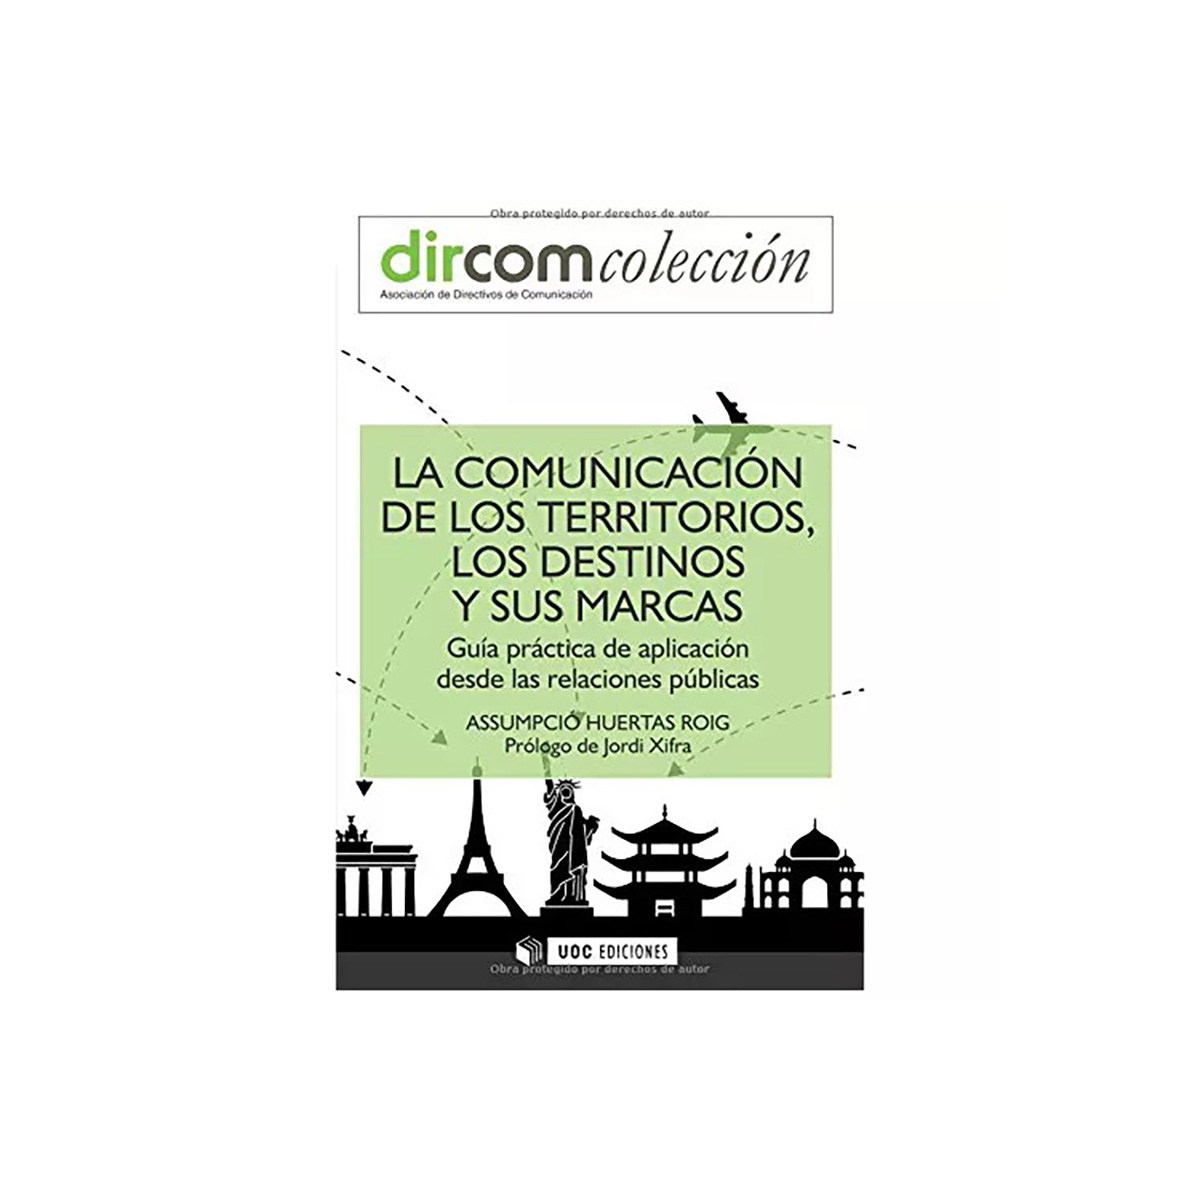 Obra protegido por derechos de autor
dircom colección
Asociación de Directivos de Comunicación
LA COMUNICACIÓN
DE LOS TERRITORIOS,
LOS DESTINOS
Y SUS MARCAS
Guía práctica de aplicación
desde las relaciones públicas
ASSUMPCIÓ HUERTAS ROIG
Prólogo de Jordi Xifra
UOC EDICIONES
Obra protegido por derechos de autor